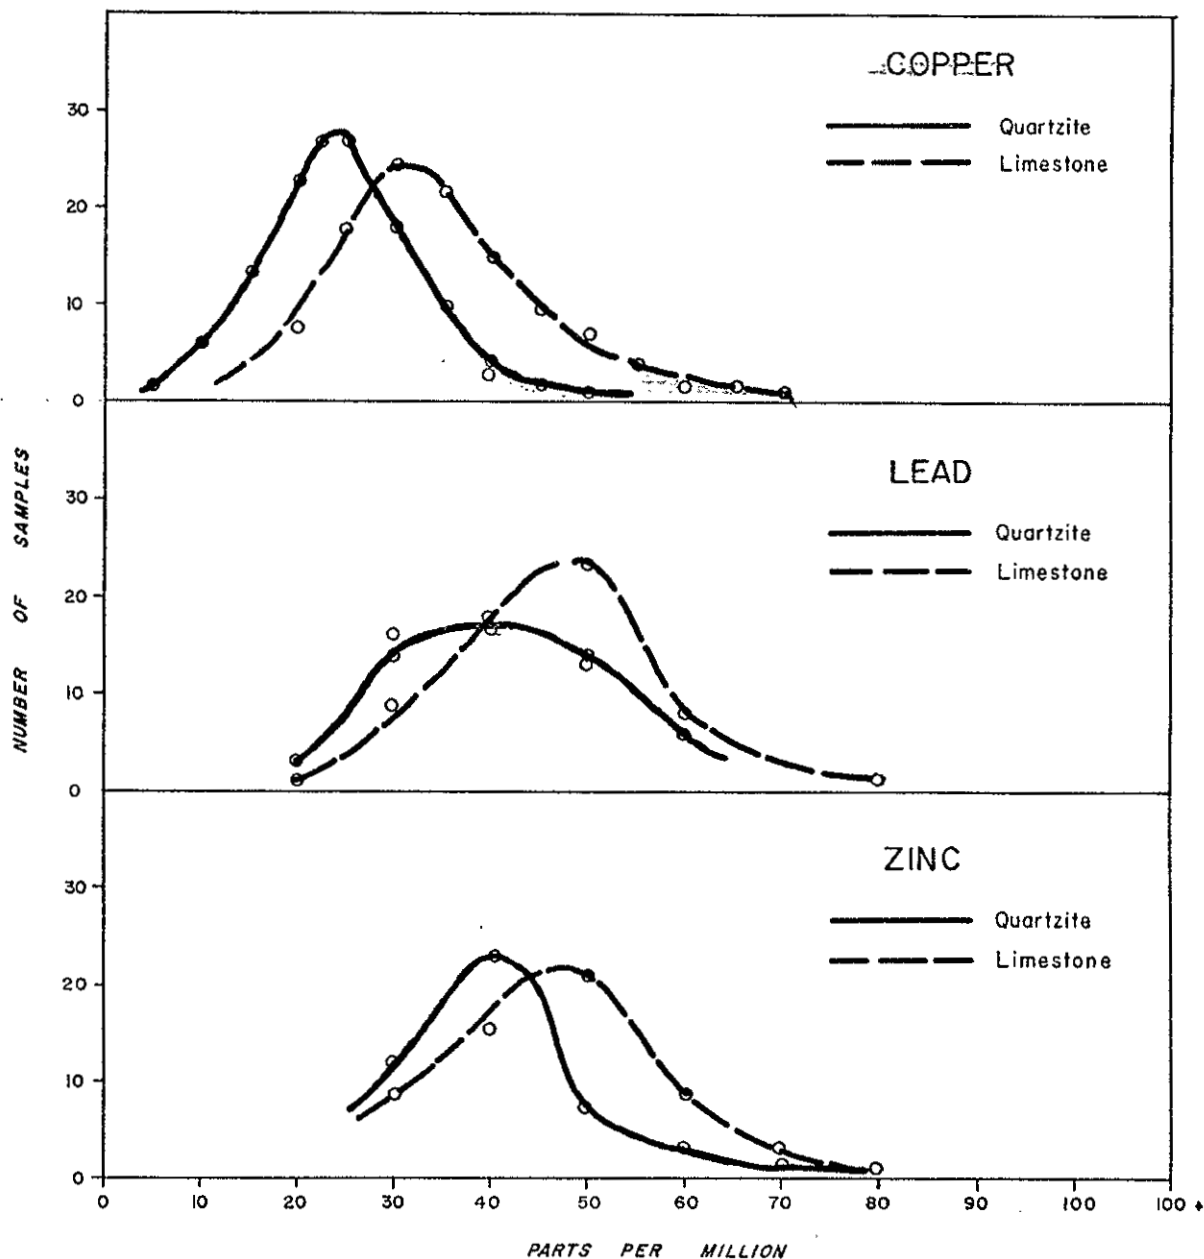 COPPER
Quartzite
Limestone
30
20
10
0
LEAD
Quartzite
Limestone
30
20
10
0
ZINC
Quartzite
Limestone
30
20
10
0
NUMBER OF SAMPLES
0 10 20 30 40 50 60 70 80 90 100 100 +
PARTS PER MILLION